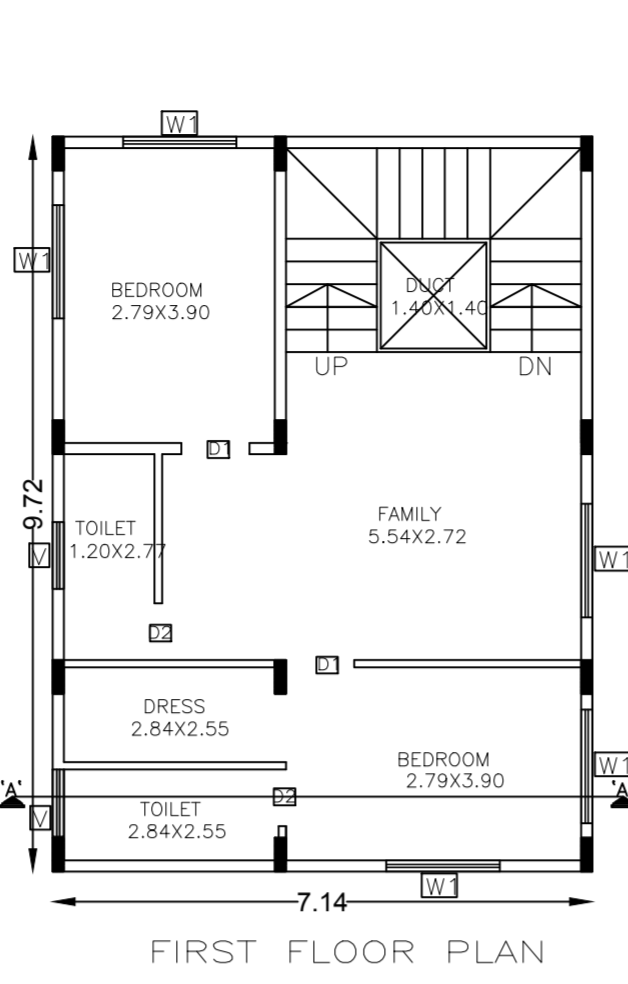 W1
W1
BEDROOM
2.79X3.90
DUCT
1.40X1.40
UP
DN
D1
9.72
TOILET
1.20X2.77
V
FAMILY
5.54X2.72
W1
D2
D1
DRESS
2.84X2.55
BEDROOM
2.79X3.90
W1
'A'
'A
D2
TOILET
2.84X2.55
V
W1
7.14
FIRST FLOOR PLAN